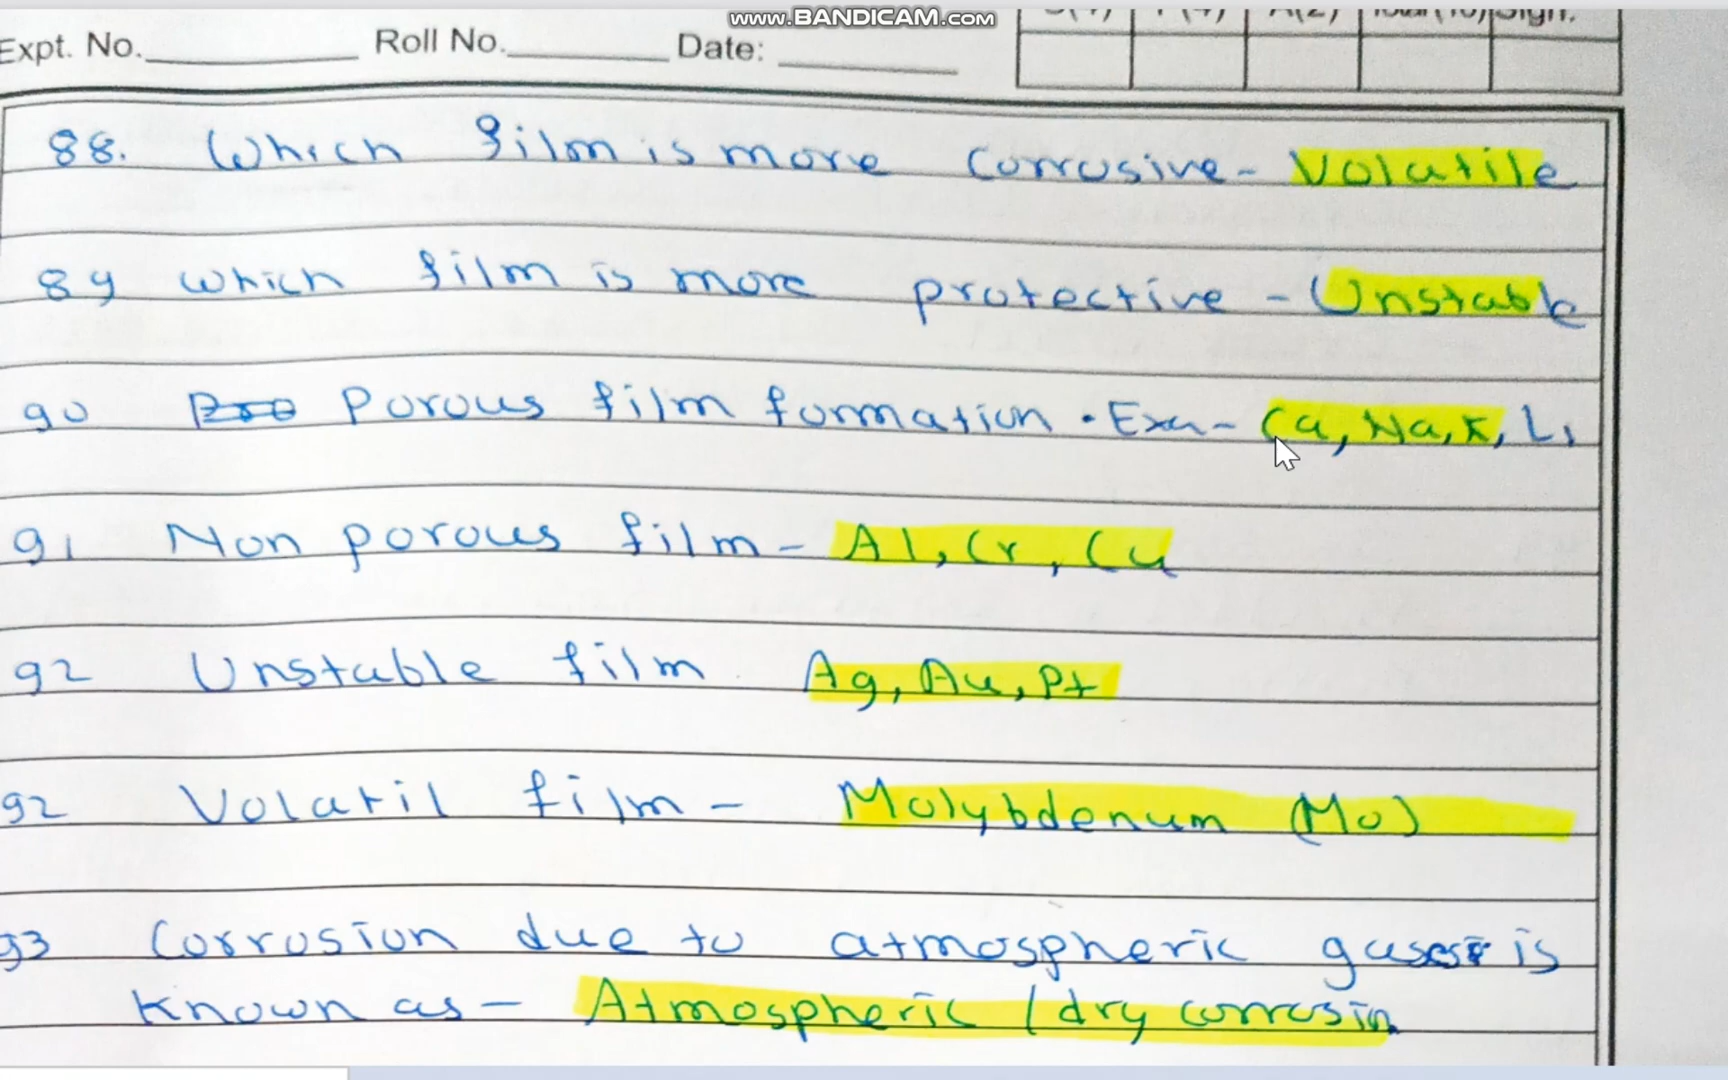 www.BANDICAM.com
Expt. No. Roll No. Date:
88. Which film is more corrosive - Volatile
89 which film is more protective - Unstable
90 Porous film formation . Exa - Ca, Na, K, Li
91 Non porous film - Al, Cr, Cu
92 Unstable film Ag, Au, Pt
92 Volatil film - Molybdenum (Mo)
93 Corrosion due to atmospheric gases is
known as - Atmospheric / dry corrosin